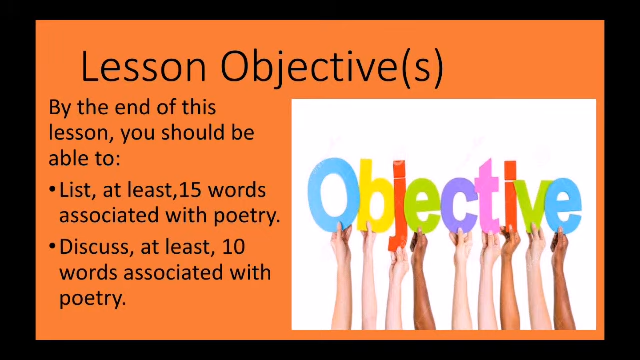 Lesson Objective(s)
By the end of this
lesson, you should be
able to:
•List, at least,15 words
associated with poetry.
•Discuss, at least, 10
words associated with
poetry.
Objective